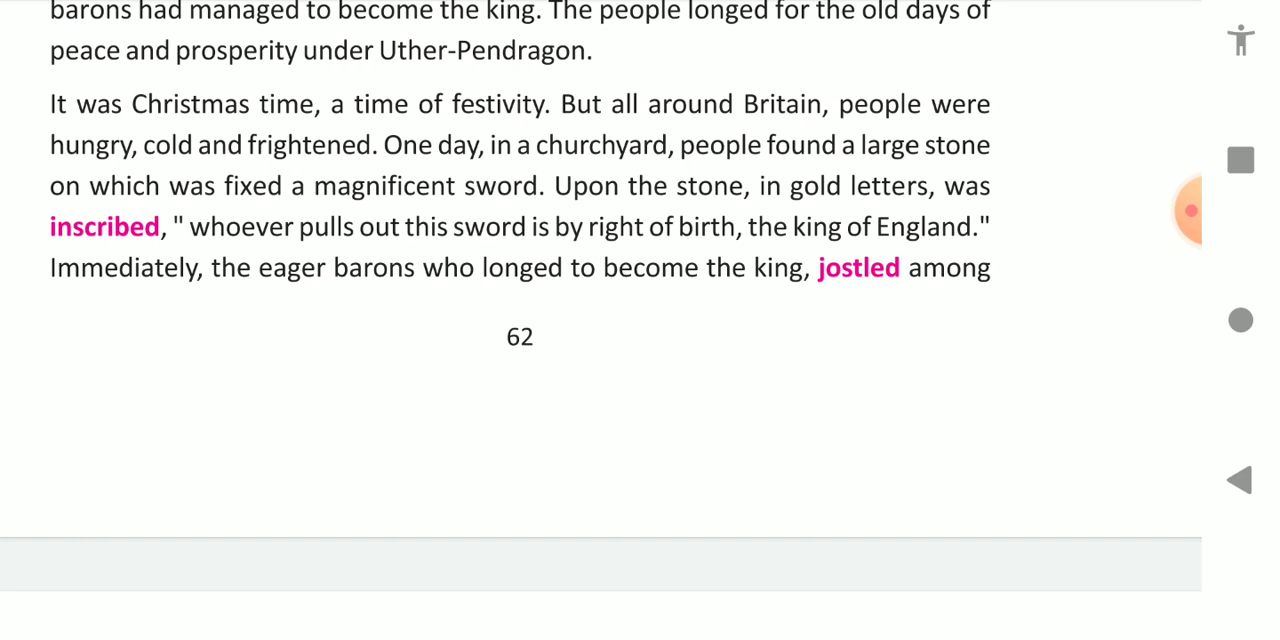 barons had managed to become the king. The people longed for the old days of
peace and prosperity under Uther-Pendragon.
It was Christmas time, a time of festivity. But all around Britain, people were
hungry, cold and frightened. One day, in a churchyard, people found a large stone
on which was fixed a magnificent sword. Upon the stone, in gold letters, was
inscribed, " whoever pulls out this sword is by right of birth, the king of England."
Immediately, the eager barons who longed to become the king, jostled among
62